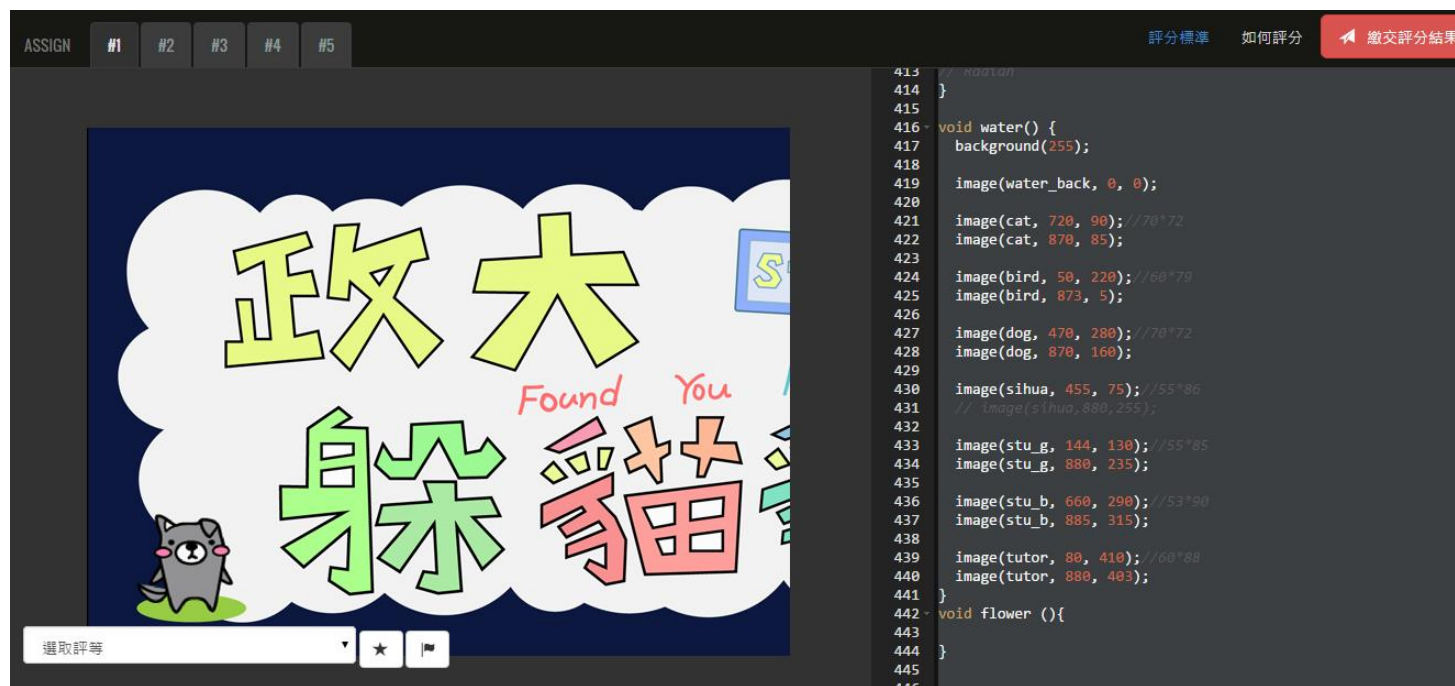 ASSIGN #1 #2 #3 #4 #5 評分標準 如何評分 繳交評分結果
政大
Found You
躲貓
選取評等
413 // Radian
414 }
415
416 void water() {
417 background(255);
418
419 image(water_back, 0, 0);
420
421 image(cat, 720, 90);//70*72
422 image(cat, 870, 85);
423
424 image(bird, 50, 220);//60*79
425 image(bird, 873, 5);
426
427 image(dog, 470, 280);//70*72
428 image(dog, 870, 160);
429
430 image(sihua, 455, 75);//55*86
431 // image(sihua,880,255);
432
433 image(stu_g, 144, 130);//55*85
434 image(stu_g, 880, 235);
435
436 image(stu_b, 660, 290);//53*90
437 image(stu_b, 885, 315);
438
439 image(tutor, 80, 410);//60*88
440 image(tutor, 880, 403);
441 }
442 void flower (){
443
444 }
445